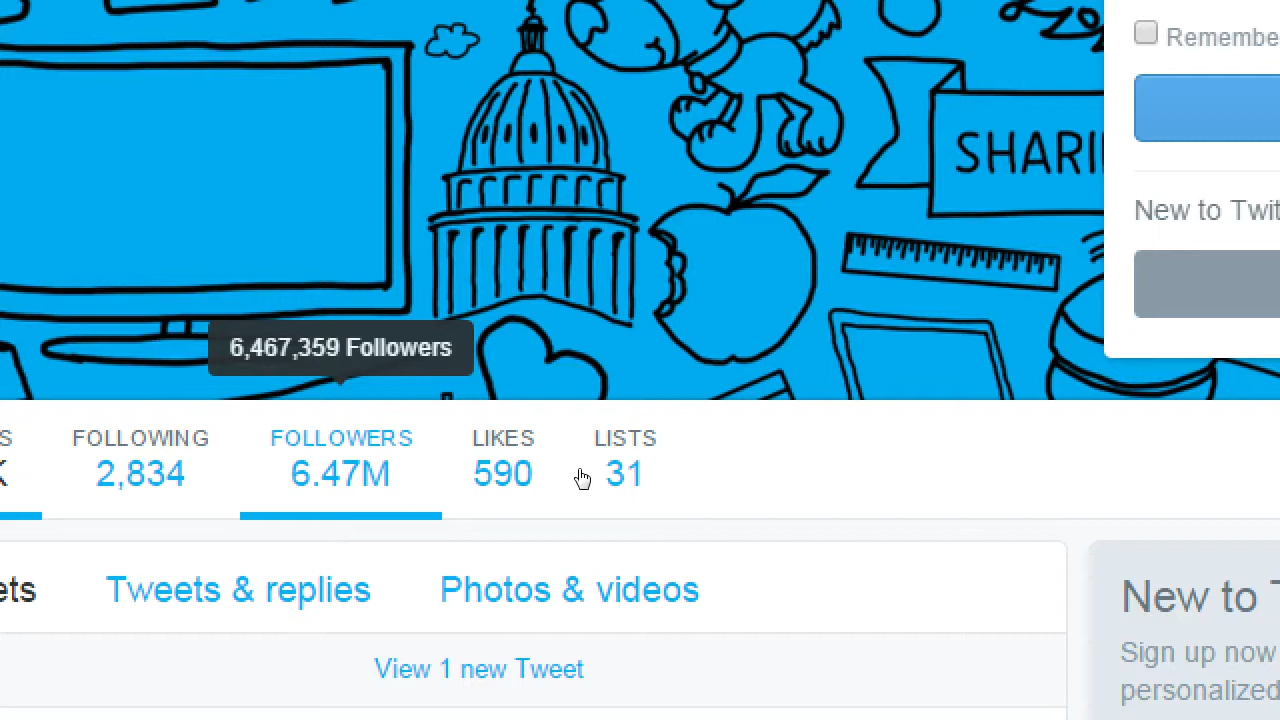 Remembe
SHARI
New to Twit
6,467,359 Followers
S FOLLOWING FOLLOWERS LIKES LISTS
K 2,834 6.47M 590 31
ets Tweets & replies Photos & videos
New to T
View 1 new Tweet
Sign up now
personalized